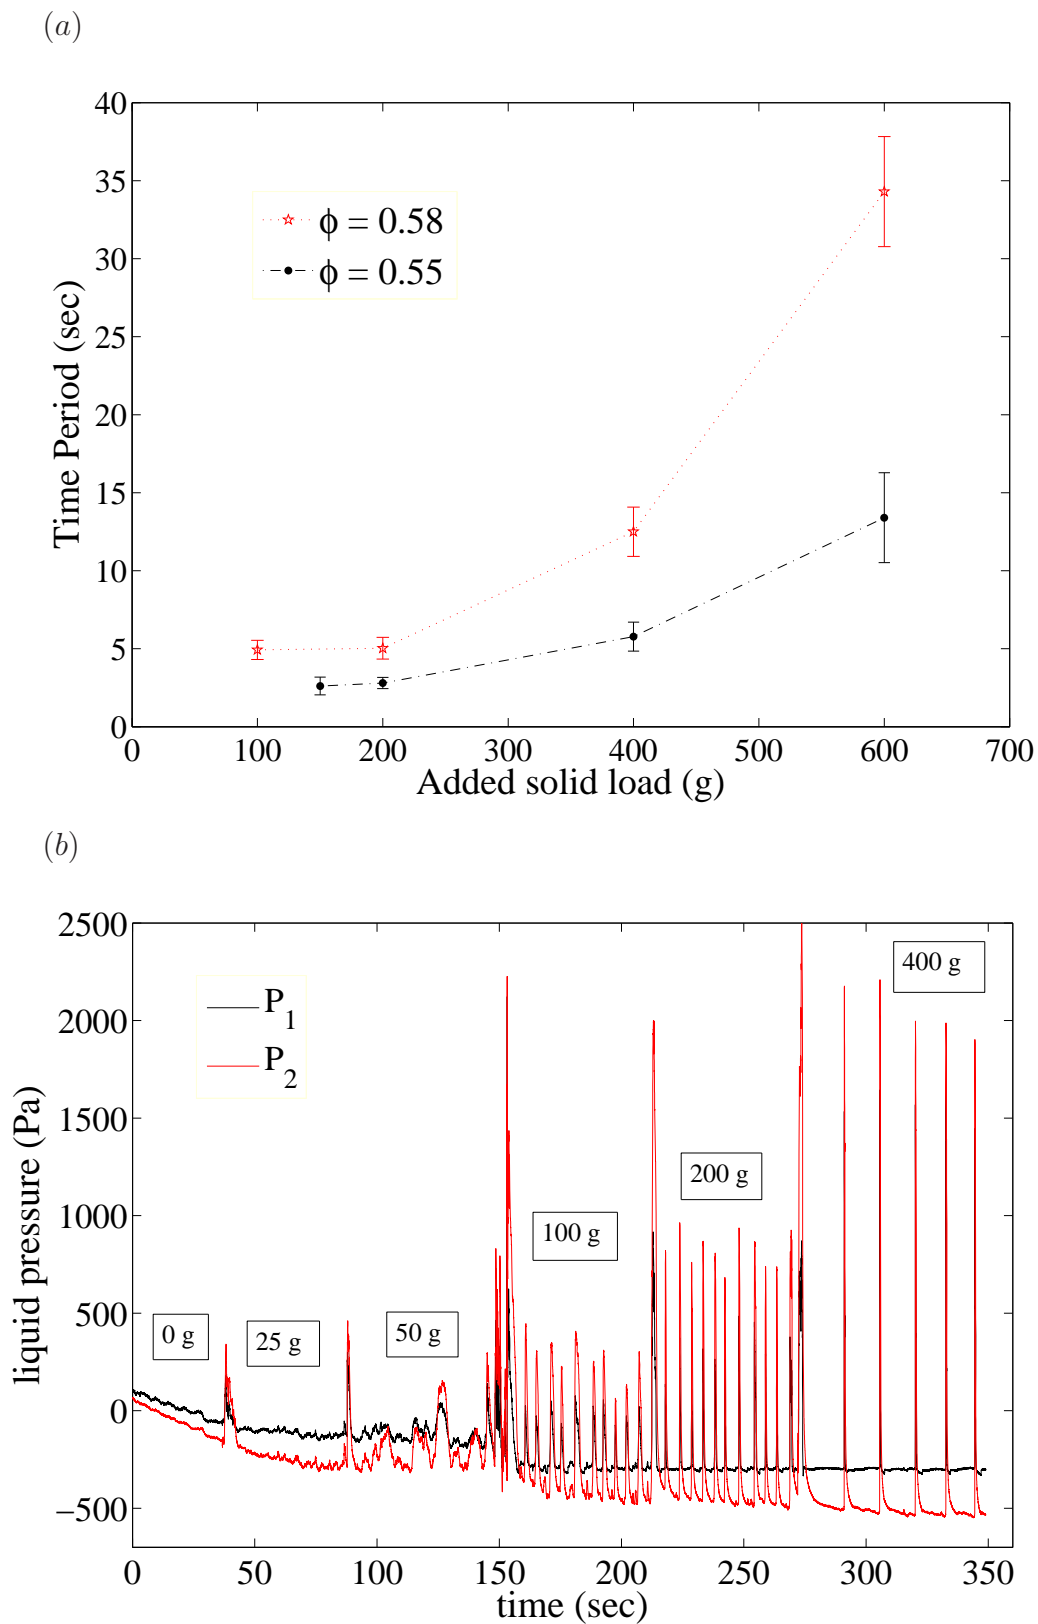 (a)
40
35
30
25
20
15
10
5
0
Time Period (sec)
ϕ = 0.58
ϕ = 0.55
0 100 200 300 400 500 600 700
Added solid load (g)
(b)
2500
2000
1500
1000
500
0
−500
liquid pressure (Pa)
P1
P2
0 g
25 g
50 g
100 g
200 g
400 g
0 50 100 150 200 250 300 350
time (sec)